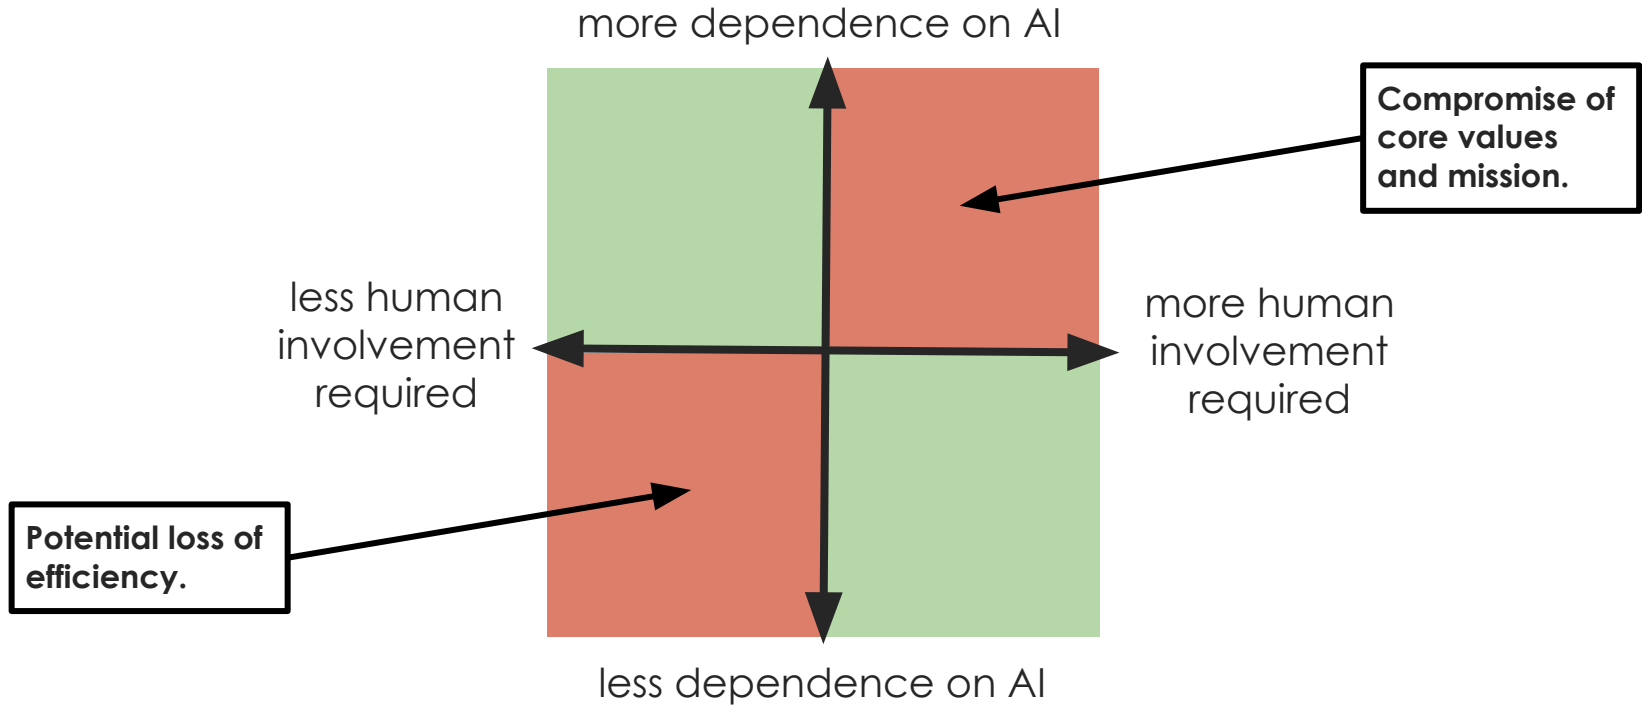 more dependence on AI
Compromise of
core values
and mission.
less human
involvement
required
more human
involvement
required
Potential loss of
efficiency.
less dependence on AI